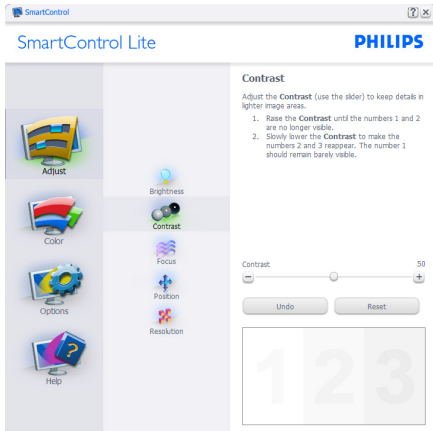 SmartControl
SmartControl Lite
PHILIPS
Adjust
Color
Options
Help
Brightness
Contrast
Focus
Position
Resolution
Contrast
Adjust the Contrast (use the slider) to keep details in
lighter image areas.
1. Raise the Contrast until the numbers 1 and 2
are no longer visible.
2. Slowly lower the Contrast to make the
numbers 2 and 3 reappear. The number 1
should remain barely visible.
Contrast 50
Undo Reset
1 2 3